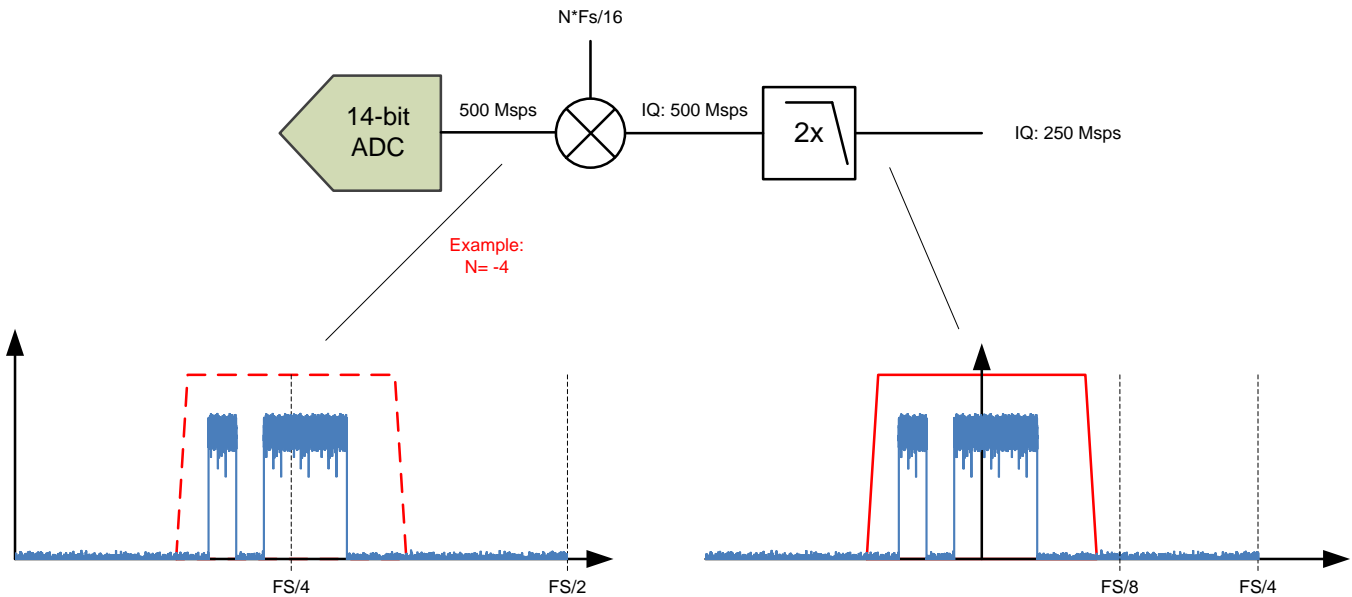 N*Fs/16
14-bit
ADC
500 Msps
IQ: 500 Msps
2x
IQ: 250 Msps
Example:
N= -4
FS/4
FS/2
FS/8
FS/4